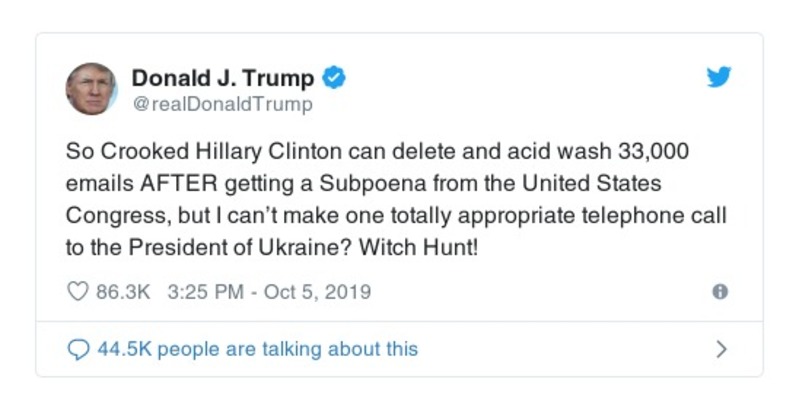 Donald J. Trump
@realDonaldTrump
So Crooked Hillary Clinton can delete and acid wash 33,000
emails AFTER getting a Subpoena from the United States
Congress, but I can’t make one totally appropriate telephone call
to the President of Ukraine? Witch Hunt!
86.3K 3:25 PM - Oct 5, 2019
44.5K people are talking about this